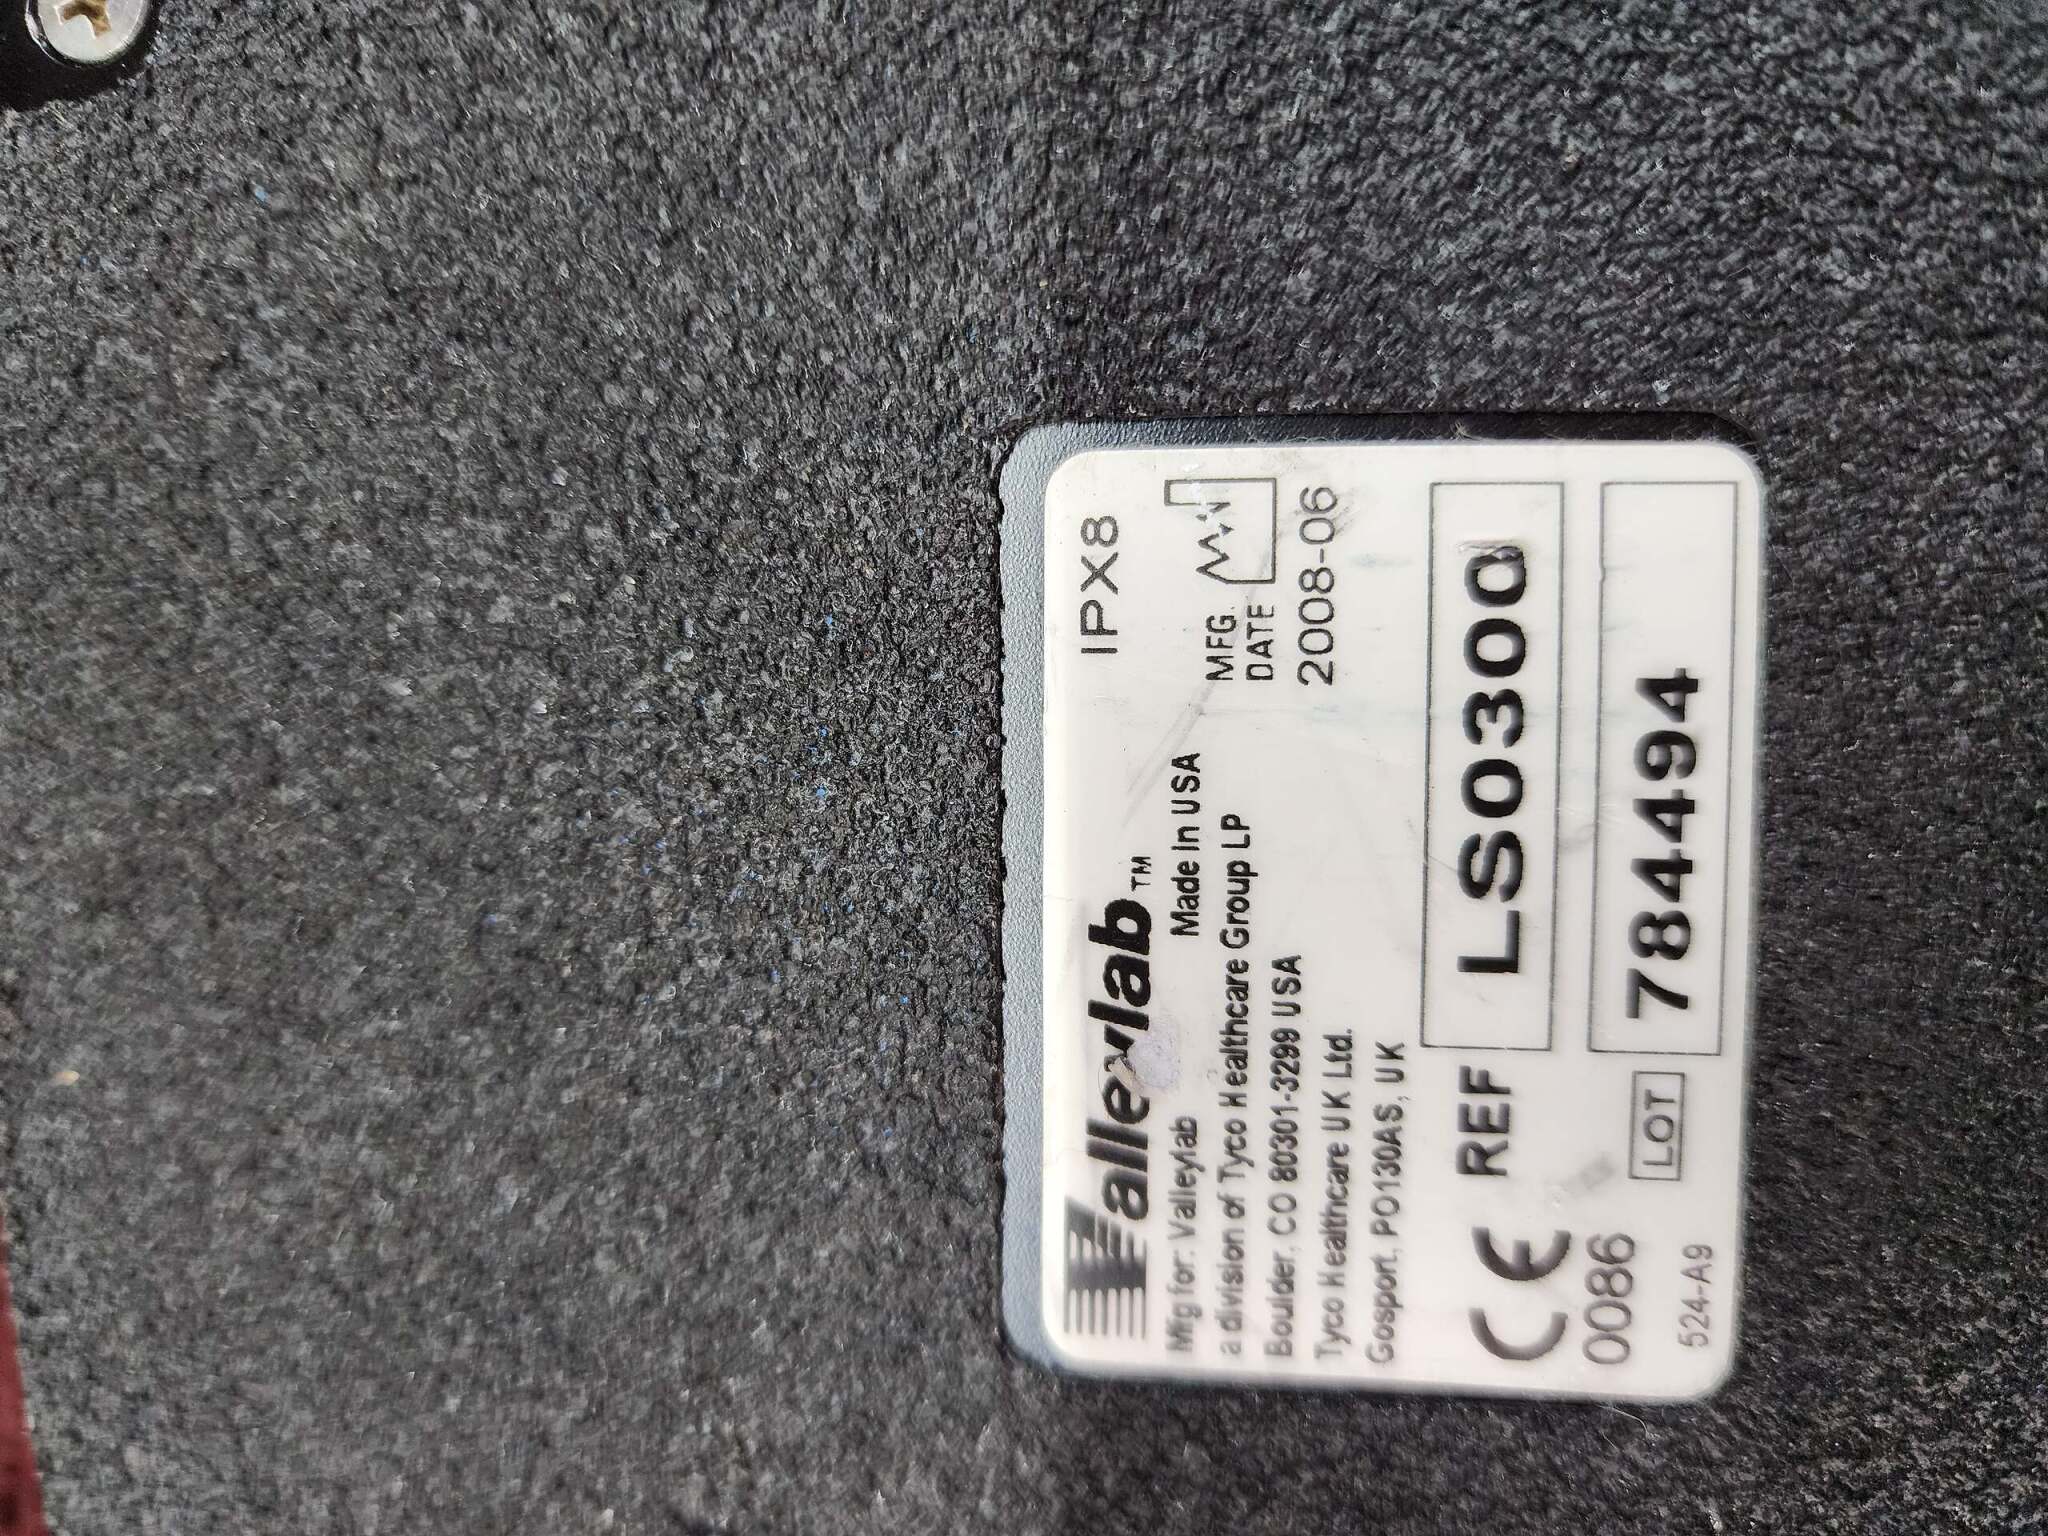 Valleylab™
IPX8
Mfg for: Valleylab Made in USA
a division of Tyco Healthcare Group LP
Boulder, CO 80301-3299 USA
Tyco Healthcare UK Ltd.
Gosport, PO130AS, UK
MFG.
DATE
2008-06
CE
0086
REF LS0300
LOT 784494
524-A9